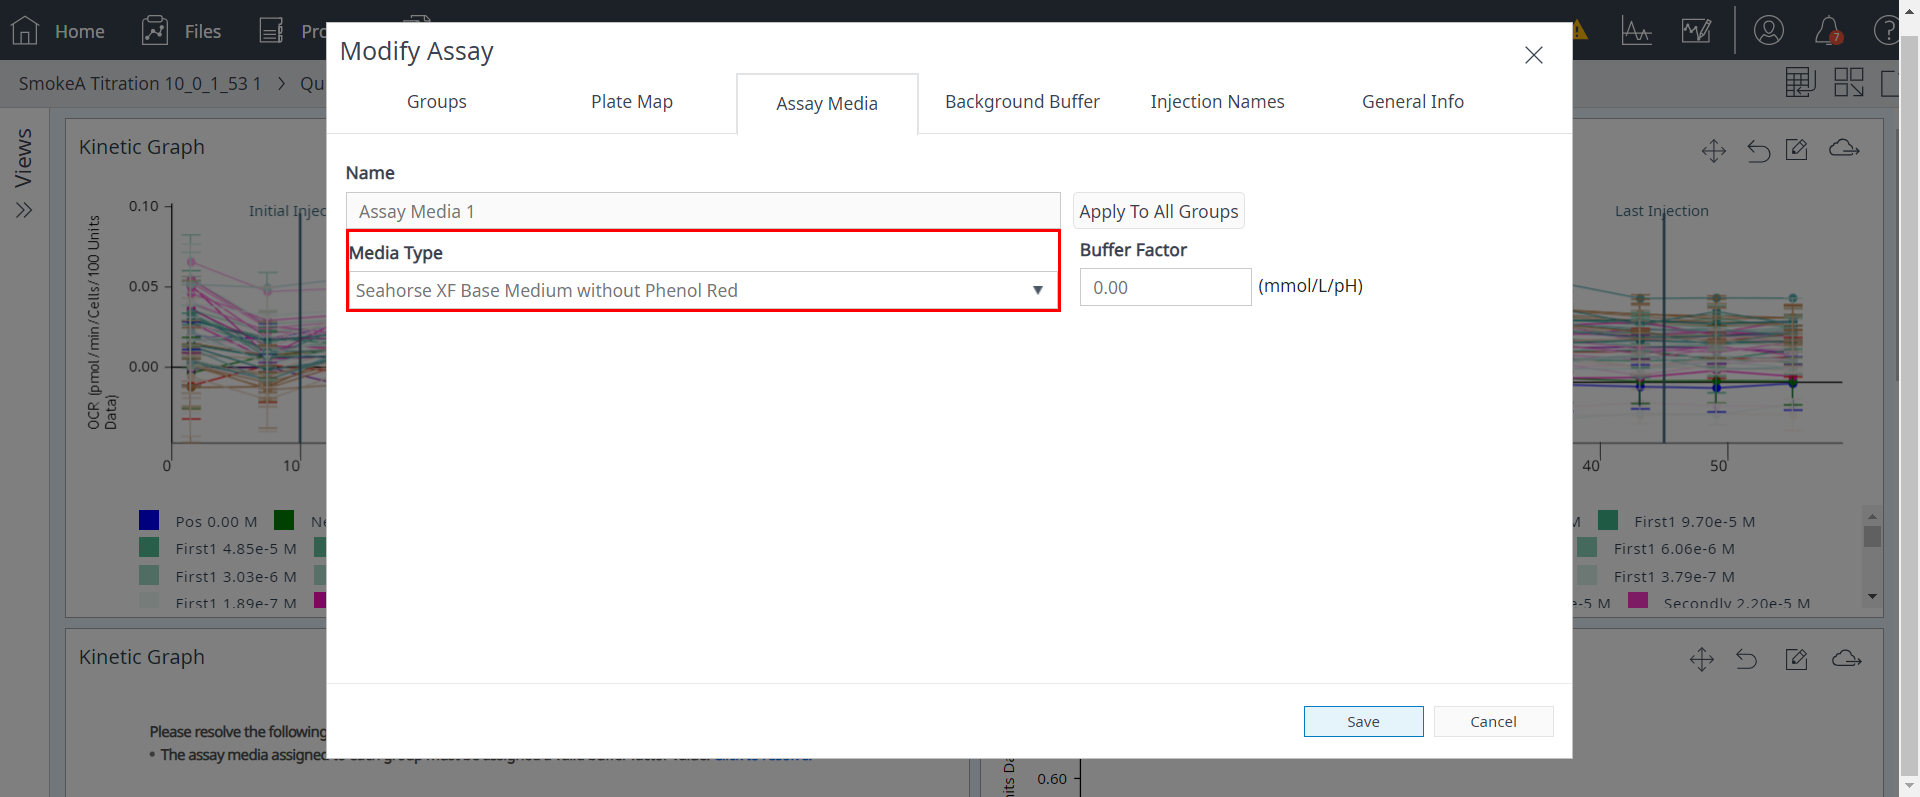 Home
Files
Modify Assay
7
SmokeA Titration 10_0_1_53 1
Groups
Plate Map
Assay Media
Background Buffer
Injection Names
General Info
Views
Kinetic Graph
Name
Assay Media 1
Apply To All Groups
Media Type
Seahorse XF Base Medium without Phenol Red
Buffer Factor
0.00
(mmol/L/pH)
OCR (pmol/min/Cells/100 Units Data)
0.10
0.05
0.00
Initial Injec
Last Injection
0
10
40
50
Pos 0.00 M
First1 9.70e-5 M
First1 4.85e-5 M
First1 6.06e-6 M
First1 3.03e-6 M
First1 3.79e-7 M
First1 1.89e-7 M
e-5 M
Secondly 2.20e-5 M
Kinetic Graph
Please resolve the following
The assay media assigned
Save
Cancel
0.60